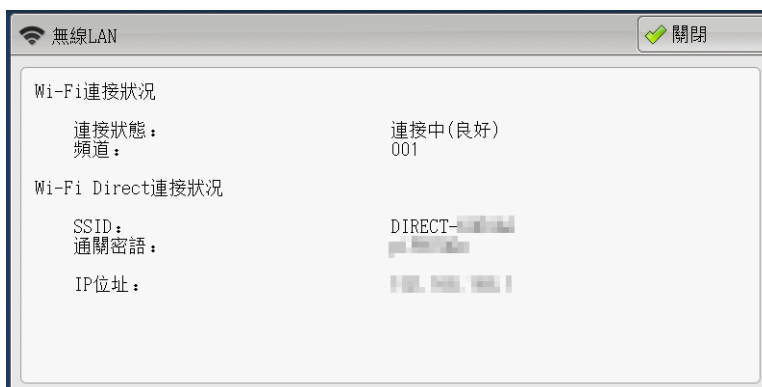 無線LAN
關閉
Wi-Fi連接狀況
連接狀態： 連接中(良好)
頻道： 001
Wi-Fi Direct連接狀況
SSID： DIRECT-
通關密語：
IP位址：